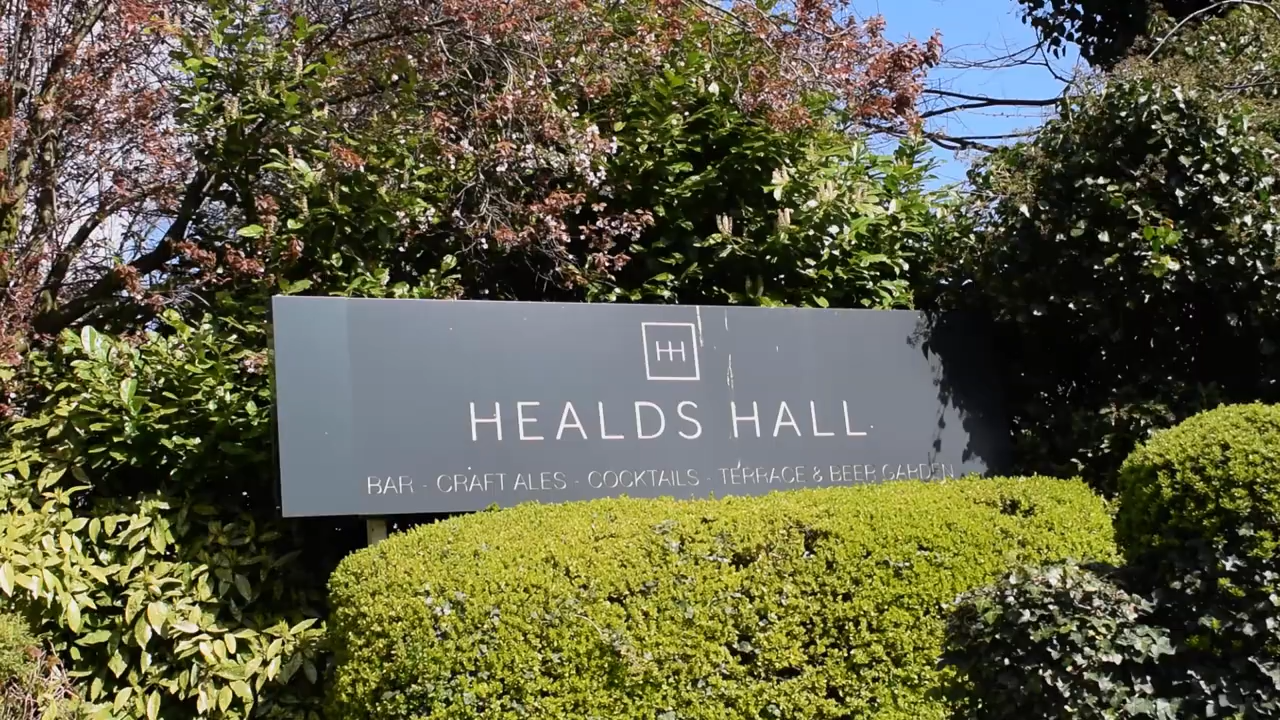 HH
HEALDS HALL
BAR - CRAFT ALES - COCKTAILS - TERRACE & BEER GARDEN